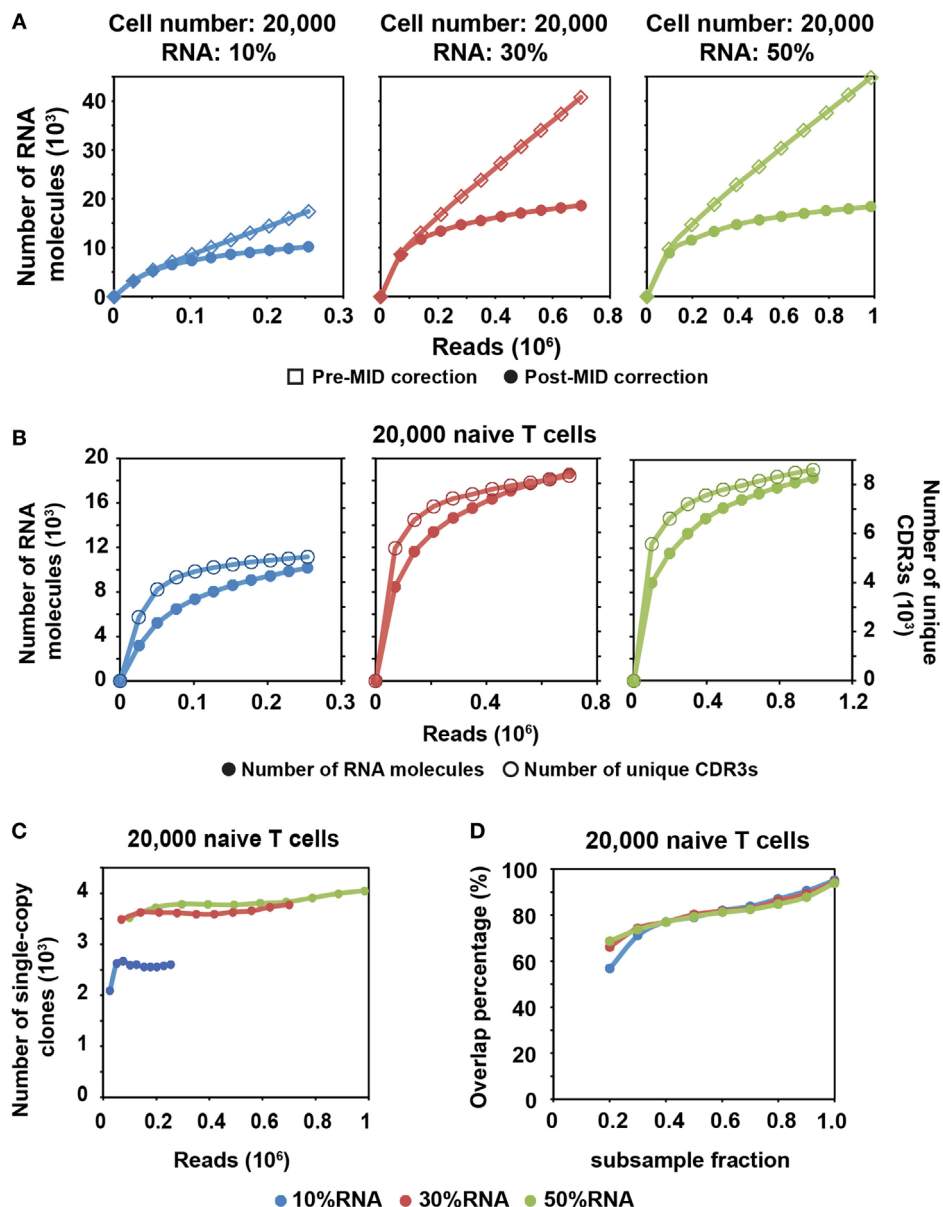 A
Cell number: 20,000
RNA: 10%
Cell number: 20,000
RNA: 30%
Cell number: 20,000
RNA: 50%
Number of RNA
molecules (10³)
40
30
20
10
0
0 0.1 0.2 0.3
0 0.2 0.4 0.6 0.8
0 0.2 0.4 0.6 0.8 1
Reads (10⁶)
Pre-MID corection Post-MID correction
B
20,000 naive T cells
Number of RNA
molecules (10³)
20
16
12
8
4
0
8
6
4
2
0
Number of unique
CDR3s (10³)
0 0.1 0.2 0.3
0 0.4 0.8
0 0.4 0.8 1.2
Reads (10⁶)
Number of RNA molecules Number of unique CDR3s
C
20,000 naive T cells
Number of single-copy
clones (10³)
4
3
2
1
0
0 0.2 0.4 0.6 0.8 1
Reads (10⁶)
D
20,000 naive T cells
Overlap percentage (%)
100
80
60
40
20
0
0 0.2 0.4 0.6 0.8 1.0
subsample fraction
10%RNA 30%RNA 50%RNA